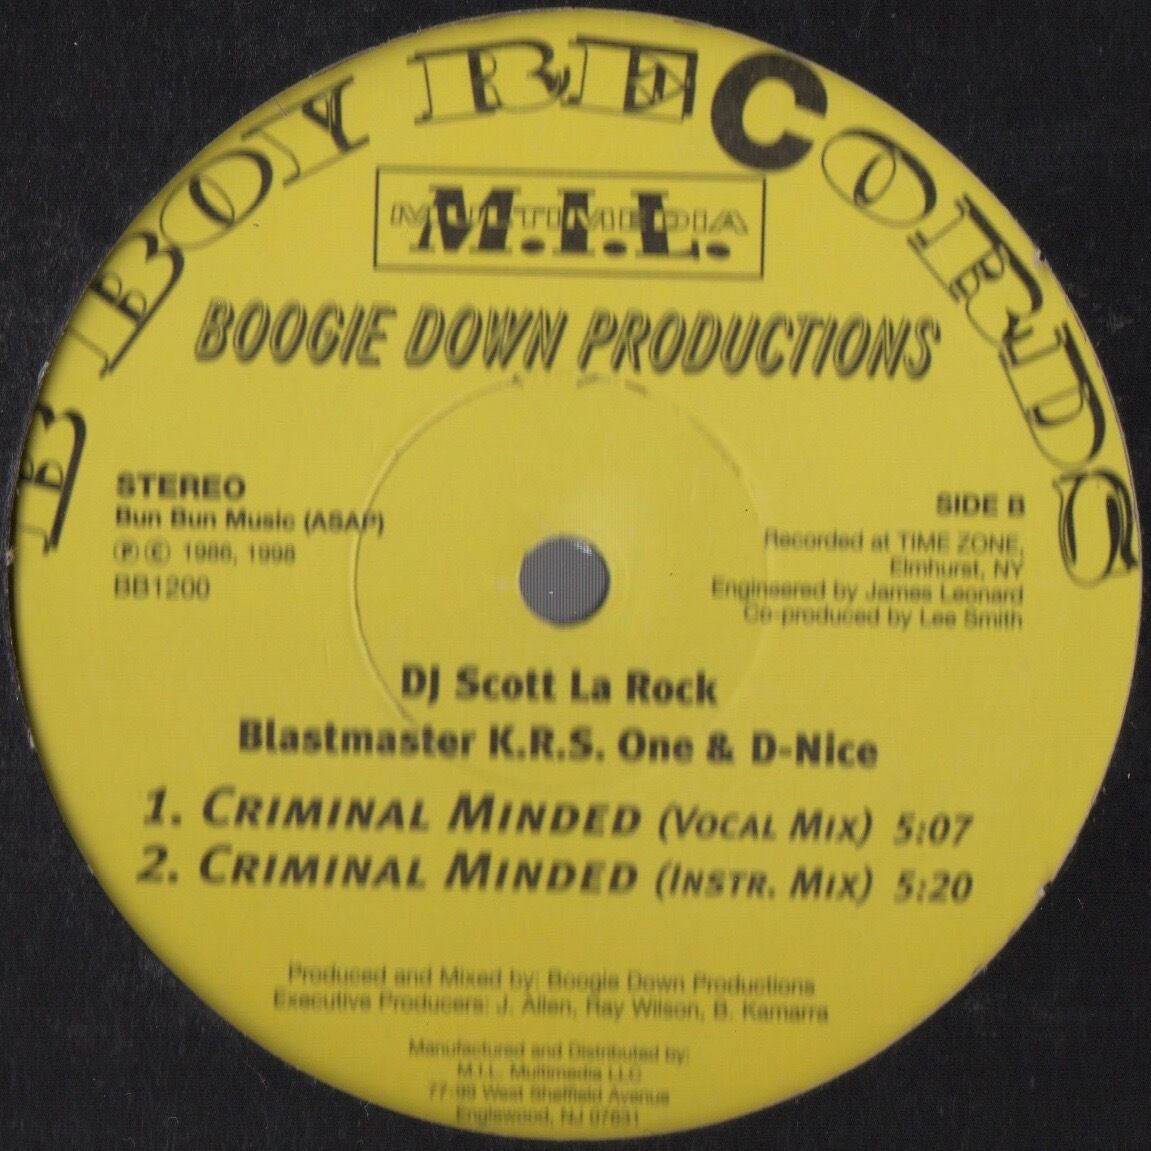 B BOY RECORDS
M.I.L.
MULTIMEDIA
BOOGIE DOWN PRODUCTIONS
STEREO
Bun Bun Music (ASAP)
Ⓟ © 1986, 1998
BB1200
SIDE B
Recorded at TIME ZONE,
Elmhurst, NY
Engineered by James Leonard
Co-produced by Lee Smith
DJ Scott La Rock
Blastmaster K.R.S. One & D-Nice
1. CRIMINAL MINDED (VOCAL MIX) 5:07
2. CRIMINAL MINDED (INSTR. MIX) 5:20
Produced and Mixed by: Boogie Down Productions
Executive Producers: J. Allen, Ray Wilson, B. Kamarra
Manufactured and Distributed by:
M.I.L. Multimedia LLC
77-99 West Sheffield Avenue
Englewood, NJ 07631